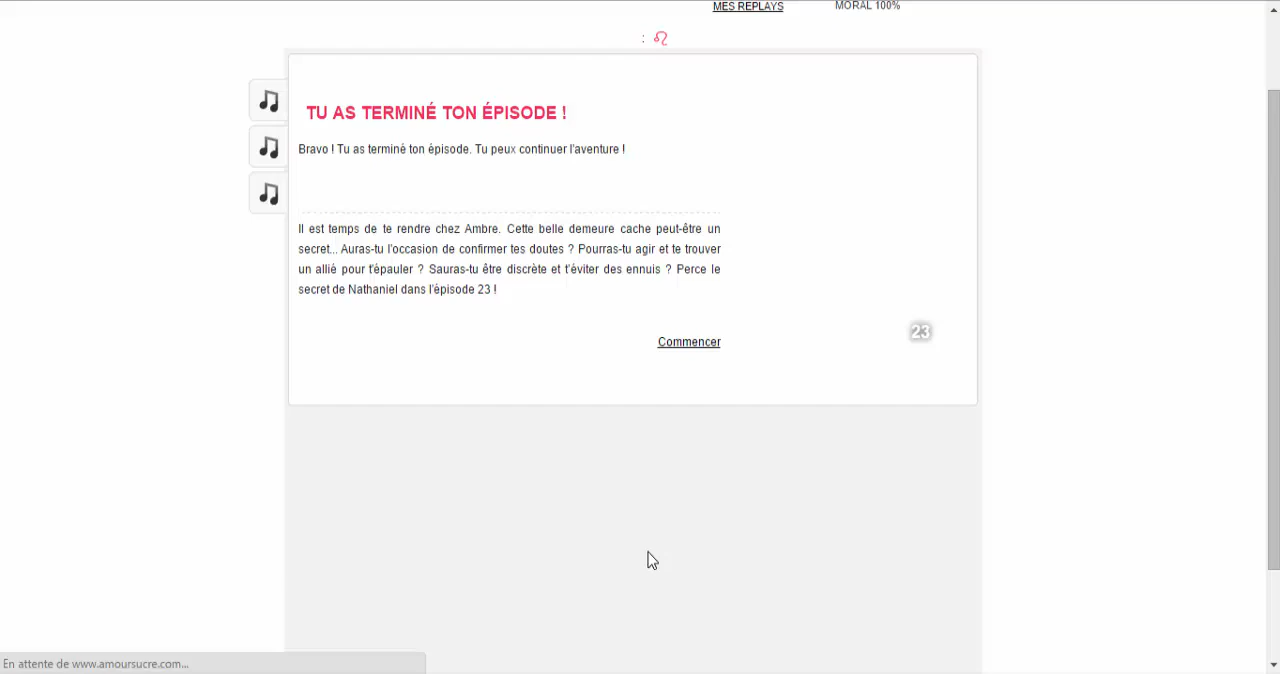 MES REPLAYS
MORAL 100%
: ♌
TU AS TERMINÉ TON ÉPISODE !
Bravo ! Tu as terminé ton épisode. Tu peux continuer l'aventure !
Il est temps de te rendre chez Ambre. Cette belle demeure cache peut-être un
secret... Auras-tu l'occasion de confirmer tes doutes ? Pourras-tu agir et te trouver
un allié pour t'épauler ? Sauras-tu être discrète et t'éviter des ennuis ? Perce le
secret de Nathaniel dans l'épisode 23 !
23
Commencer
En attente de www.amoursucre.com...